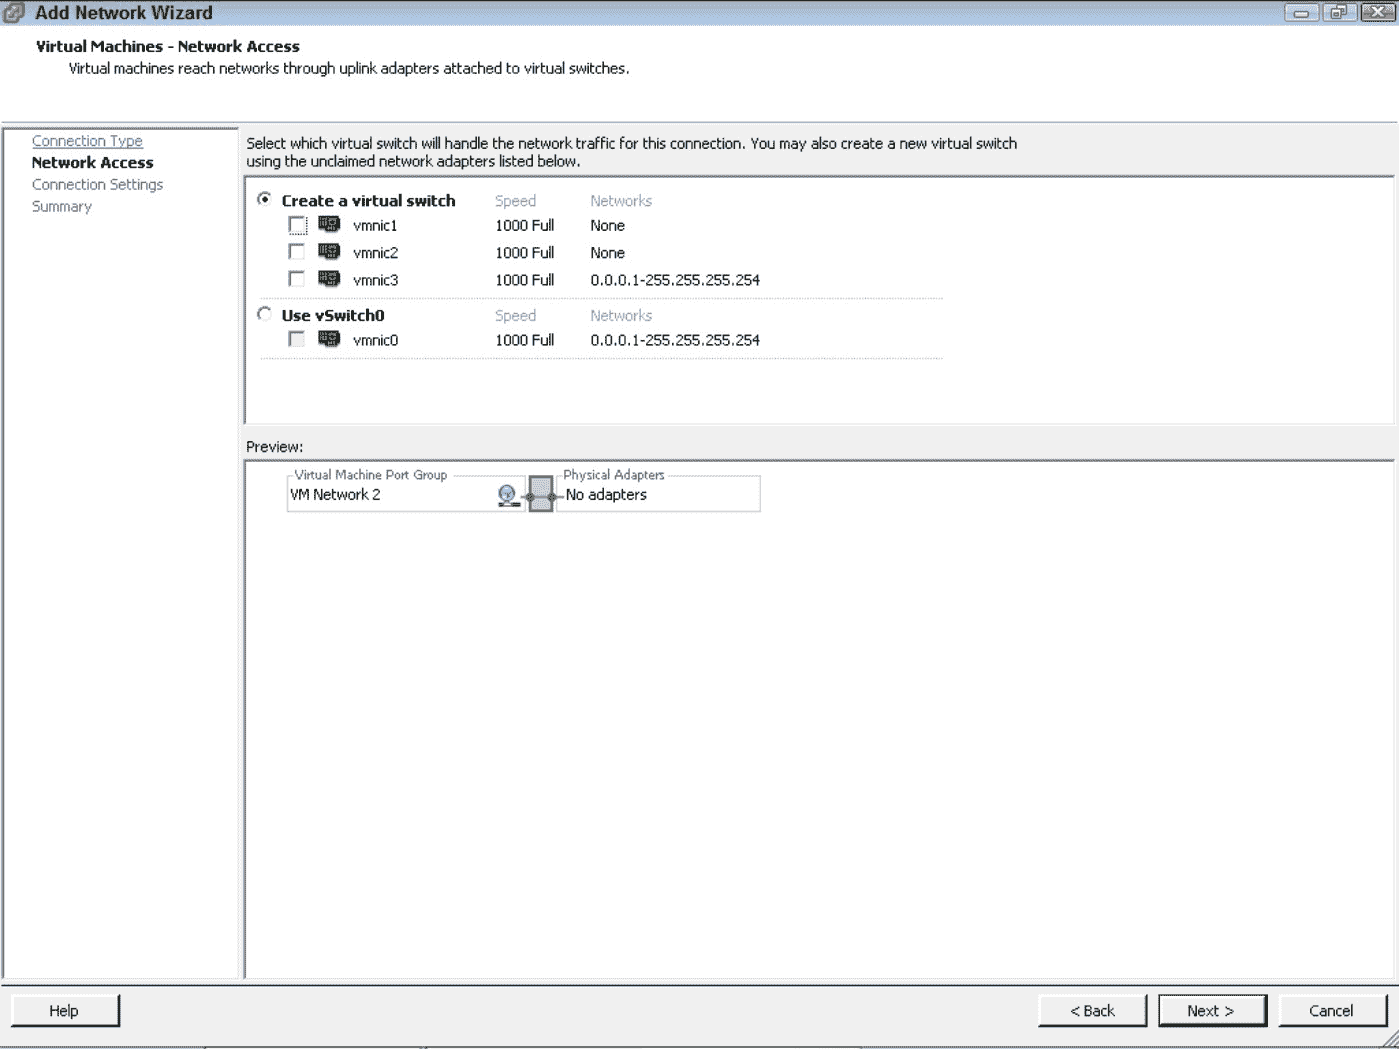 Add Network Wizard
Virtual Machines - Network Access
Virtual machines reach networks through uplink adapters attached to virtual switches.
Connection Type
Network Access
Connection Settings
Summary
Select which virtual switch will handle the network traffic for this connection. You may also create a new virtual switch
using the unclaimed network adapters listed below.
Create a virtual switch Speed Networks
vmnic1 1000 Full None
vmnic2 1000 Full None
vmnic3 1000 Full 0.0.0.1-255.255.255.254
Use vSwitch0 Speed Networks
vmnic0 1000 Full 0.0.0.1-255.255.255.254
Preview:
Virtual Machine Port Group Physical Adapters
VM Network 2 No adapters
Help < Back Next > Cancel